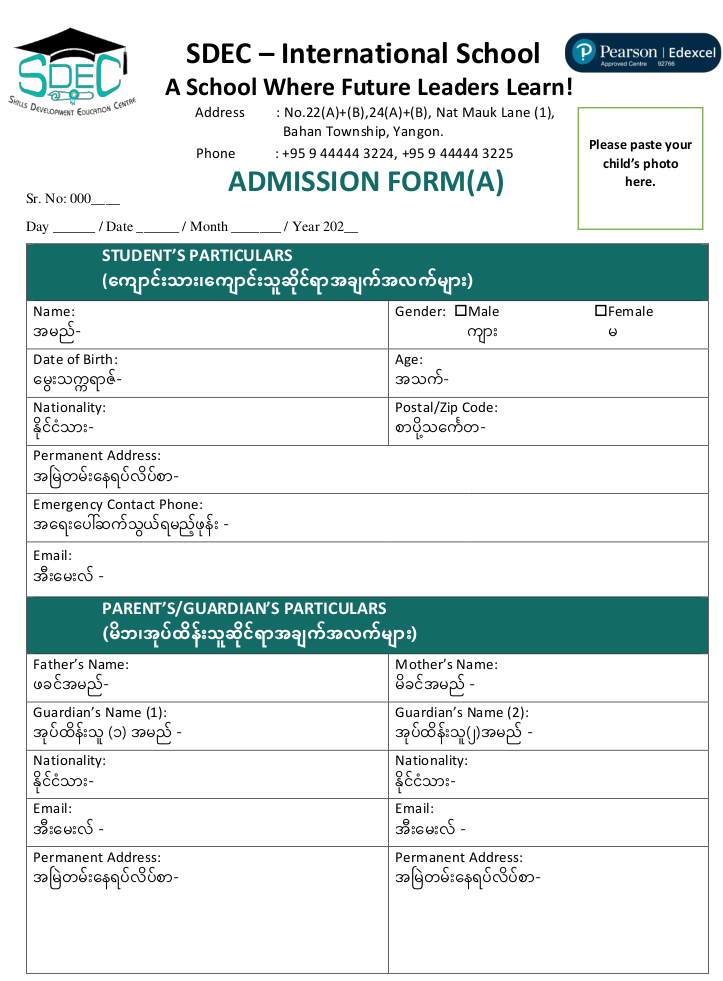 SDEC
SKILLS DEVELOPMENT EDUCATION CENTRE
SDEC – International School
A School Where Future Leaders Learn!
Pearson | Edexcel
Approved Centre 92766
Address : No.22(A)+(B),24(A)+(B), Nat Mauk Lane (1),
Bahan Township, Yangon.
Phone : +95 9 44444 3224, +95 9 44444 3225
Please paste your
child's photo
here.
ADMISSION FORM(A)
Sr. No: 000____
Day ______ / Date ______ / Month _______ / Year 202__
STUDENT'S PARTICULARS
(ကျောင်းသား၊ကျောင်းသူဆိုင်ရာအချက်အလက်များ)
Name:
အမည်-
Gender: ☐Male ☐Female
ကျား မ
Date of Birth:
မွေးသက္ကရာဇ်-
Age:
အသက်-
Nationality:
နိုင်ငံသား-
Postal/Zip Code:
စာပို့သင်္ကေတ-
Permanent Address:
အမြဲတမ်းနေရပ်လိပ်စာ-
Emergency Contact Phone:
အရေးပေါ်ဆက်သွယ်ရမည့်ဖုန်း -
Email:
အီးမေးလ် -
PARENT'S/GUARDIAN'S PARTICULARS
(မိဘ၊အုပ်ထိန်းသူဆိုင်ရာအချက်အလက်များ)
Father's Name:
ဖခင်အမည်-
Mother's Name:
မိခင်အမည် -
Guardian's Name (1):
အုပ်ထိန်းသူ (၁) အမည် -
Guardian's Name (2):
အုပ်ထိန်းသူ(၂)အမည် -
Nationality:
နိုင်ငံသား-
Nationality:
နိုင်ငံသား-
Email:
အီးမေးလ် -
Email:
အီးမေးလ် -
Permanent Address:
အမြဲတမ်းနေရပ်လိပ်စာ-
Permanent Address:
အမြဲတမ်းနေရပ်လိပ်စာ-